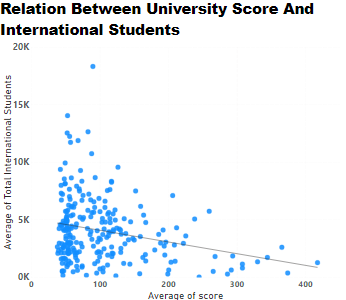 Relation Between University Score And
International Students
20K
15K
10K
5K
0K
0
100
200
300
400
Average of Total International Students
Average of score